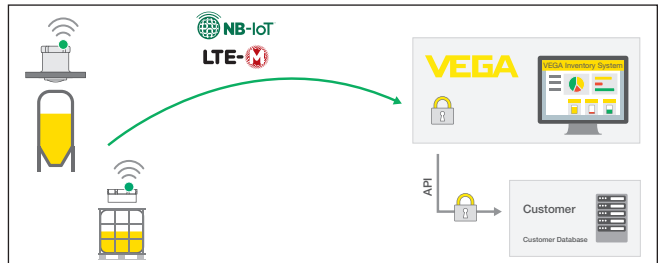 NB-IoT
LTE-M
VEGA
VEGA Inventory System
API
Customer
Customer Database